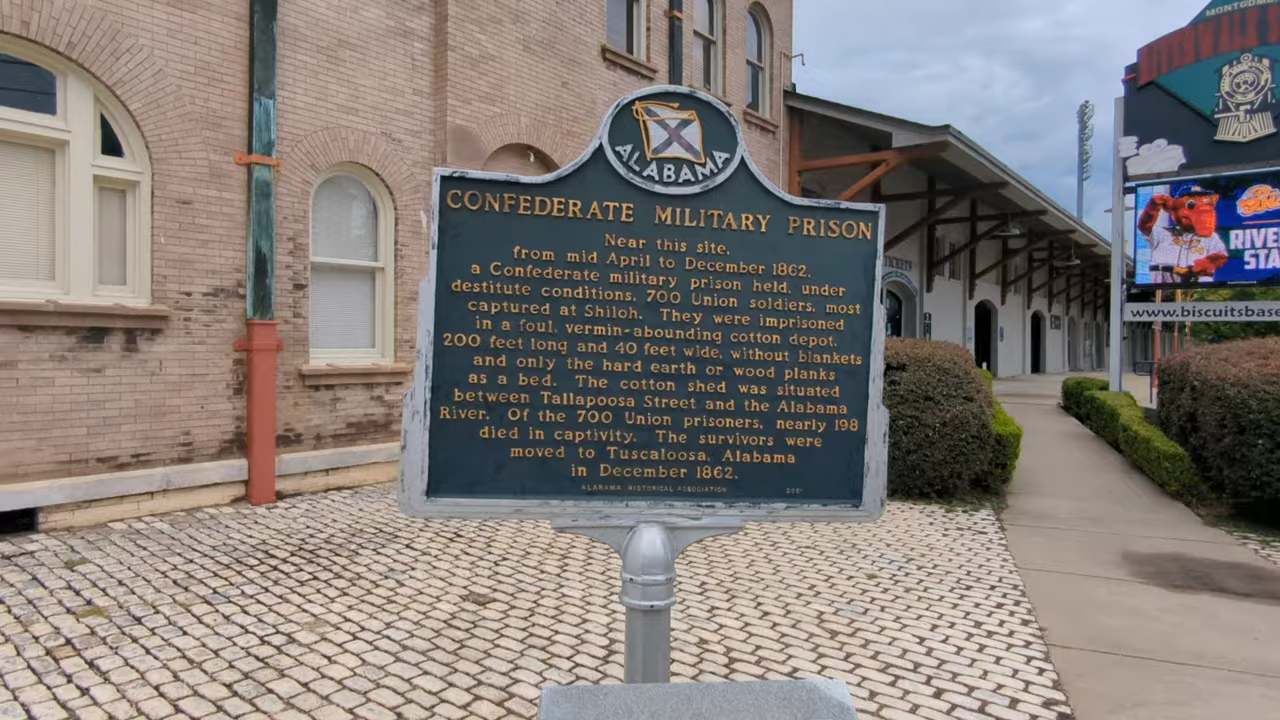 ALABAMA
CONFEDERATE MILITARY PRISON
Near this site,
from mid April to December 1862,
a Confederate military prison held, under
destitute conditions, 700 Union soldiers, most
captured at Shiloh. They were imprisoned
in a foul, vermin-abounding cotton depot,
200 feet long and 40 feet wide, without blankets
and only the hard earth or wood planks
as a bed. The cotton shed was situated
between Tallapoosa Street and the Alabama
River. Of the 700 Union prisoners, nearly 198
died in captivity. The survivors were
moved to Tuscaloosa, Alabama
in December 1862.
ALABAMA HISTORICAL ASSOCIATION
TICKETS
RIVE
STA
www.biscuitsbase